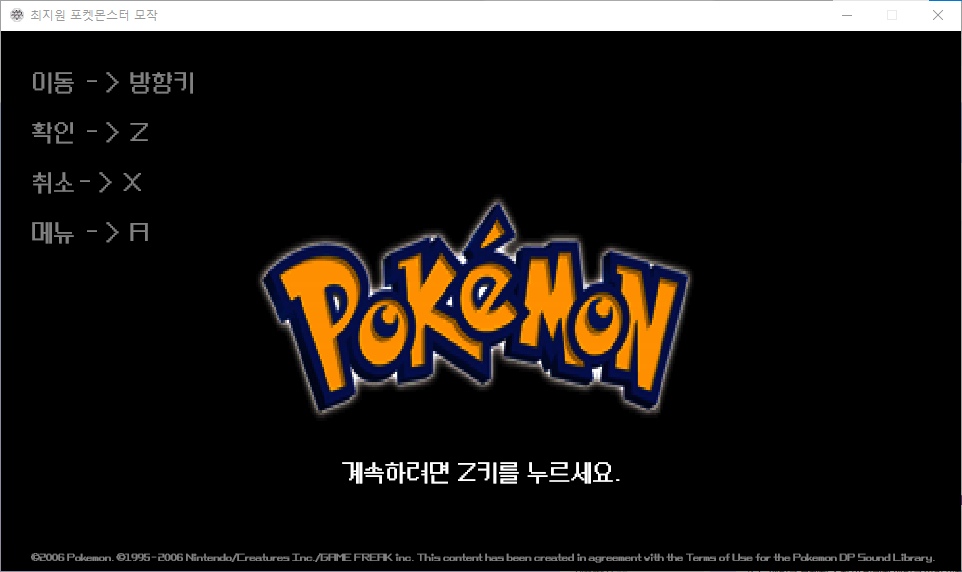 최지원 포켓몬스터 모작
이동 -> 방향키
확인 -> Z
취소-> X
메뉴 -> A
POKéMON
계속하려면 Z키를 누르세요.
©2006 Pokemon. ©1995-2006 Nintendo/Creatures Inc./GAME FREAK inc. This content has been created in agreement with the Terms of Use for the Pokemon DP Sound Library.